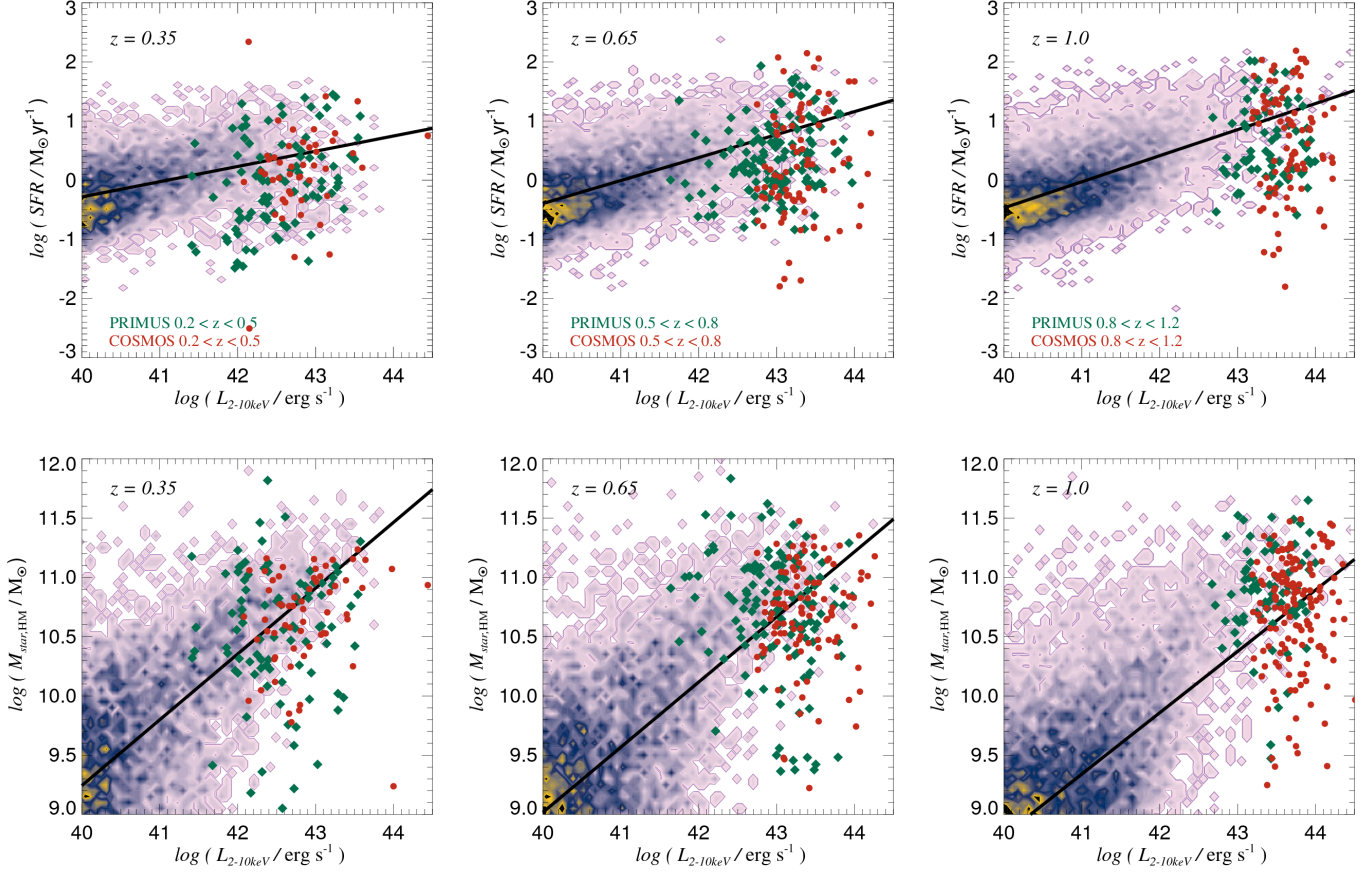 3
2
1
0
-1
-2
-3
log ( SFR / M⊙ yr⁻¹ )
z = 0.35
PRIMUS 0.2 < z < 0.5
COSMOS 0.2 < z < 0.5
40 41 42 43 44
log ( L2-10keV / erg s⁻¹ )
3
2
1
0
-1
-2
-3
log ( SFR / M⊙ yr⁻¹ )
z = 0.65
PRIMUS 0.5 < z < 0.8
COSMOS 0.5 < z < 0.8
40 41 42 43 44
log ( L2-10keV / erg s⁻¹ )
3
2
1
0
-1
-2
-3
log ( SFR / M⊙ yr⁻¹ )
z = 1.0
PRIMUS 0.8 < z < 1.2
COSMOS 0.8 < z < 1.2
40 41 42 43 44
log ( L2-10keV / erg s⁻¹ )
12.0
11.5
11.0
10.5
10.0
9.5
9.0
log ( Mstar,HM / M⊙ )
z = 0.35
40 41 42 43 44
log ( L2-10keV / erg s⁻¹ )
12.0
11.5
11.0
10.5
10.0
9.5
9.0
log ( Mstar,HM / M⊙ )
z = 0.65
40 41 42 43 44
log ( L2-10keV / erg s⁻¹ )
12.0
11.5
11.0
10.5
10.0
9.5
9.0
log ( Mstar,HM / M⊙ )
z = 1.0
40 41 42 43 44
log ( L2-10keV / erg s⁻¹ )